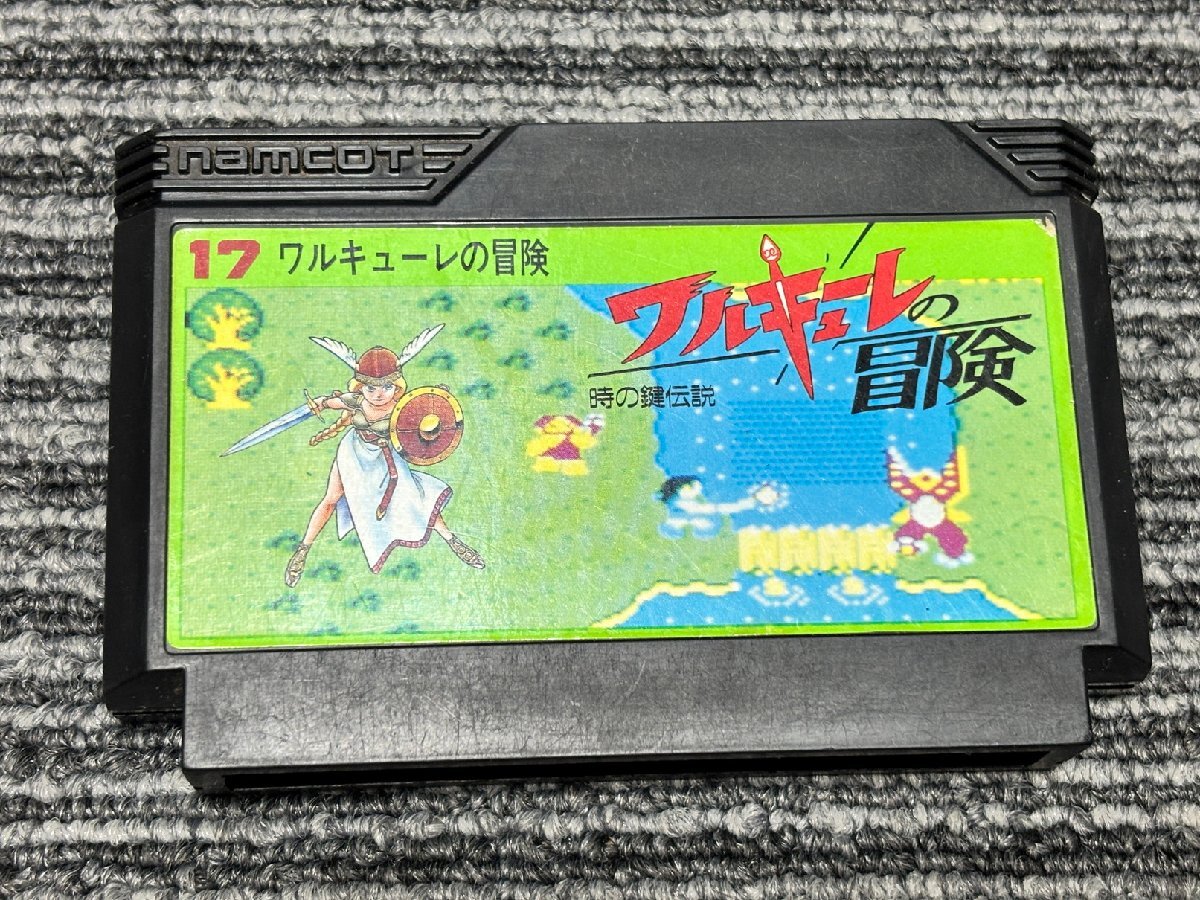 namcot
17 ワルキューレの冒険
ワルキューレの
冒険
時の鍵伝説